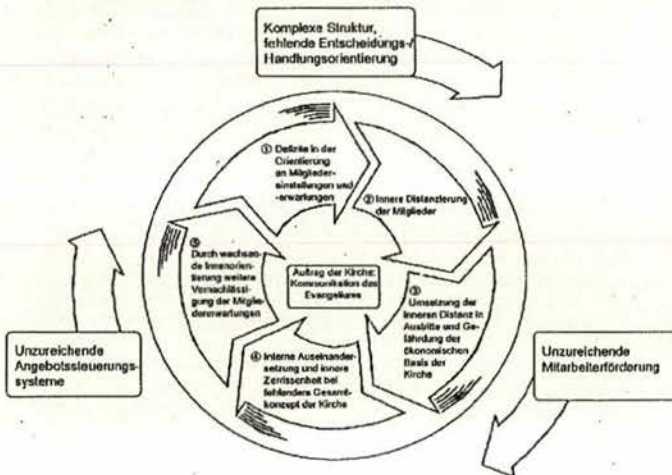 Komplexe Struktur,
fehlende Entscheidungs-/
Handlungsorientierung
① Defizite in der
Orientierung
an Mitglieder-
einstellungen und
-erwartungen
② Innere Distanzierung
der Mitglieder
③
Umsetzung der
inneren Distanz in
Austritte und Ge-
fährdung der
ökonomischen
Basis der
Kirche
④ Interne Auseinander-
setzung und innere
Zerrissenheit bei
fehlendem Gesamt-
konzept der Kirche
⑤
Durch wachsen-
de Innenorien-
tierung weitere
Vernachlässi-
gung der Mitglie-
dererwartungen
Auftrag der Kirche:
Kommunikation des
Evangeliums
Unzureichende
Angebotssteuerungs-
systeme
Unzureichende
Mitarbeiterförderung